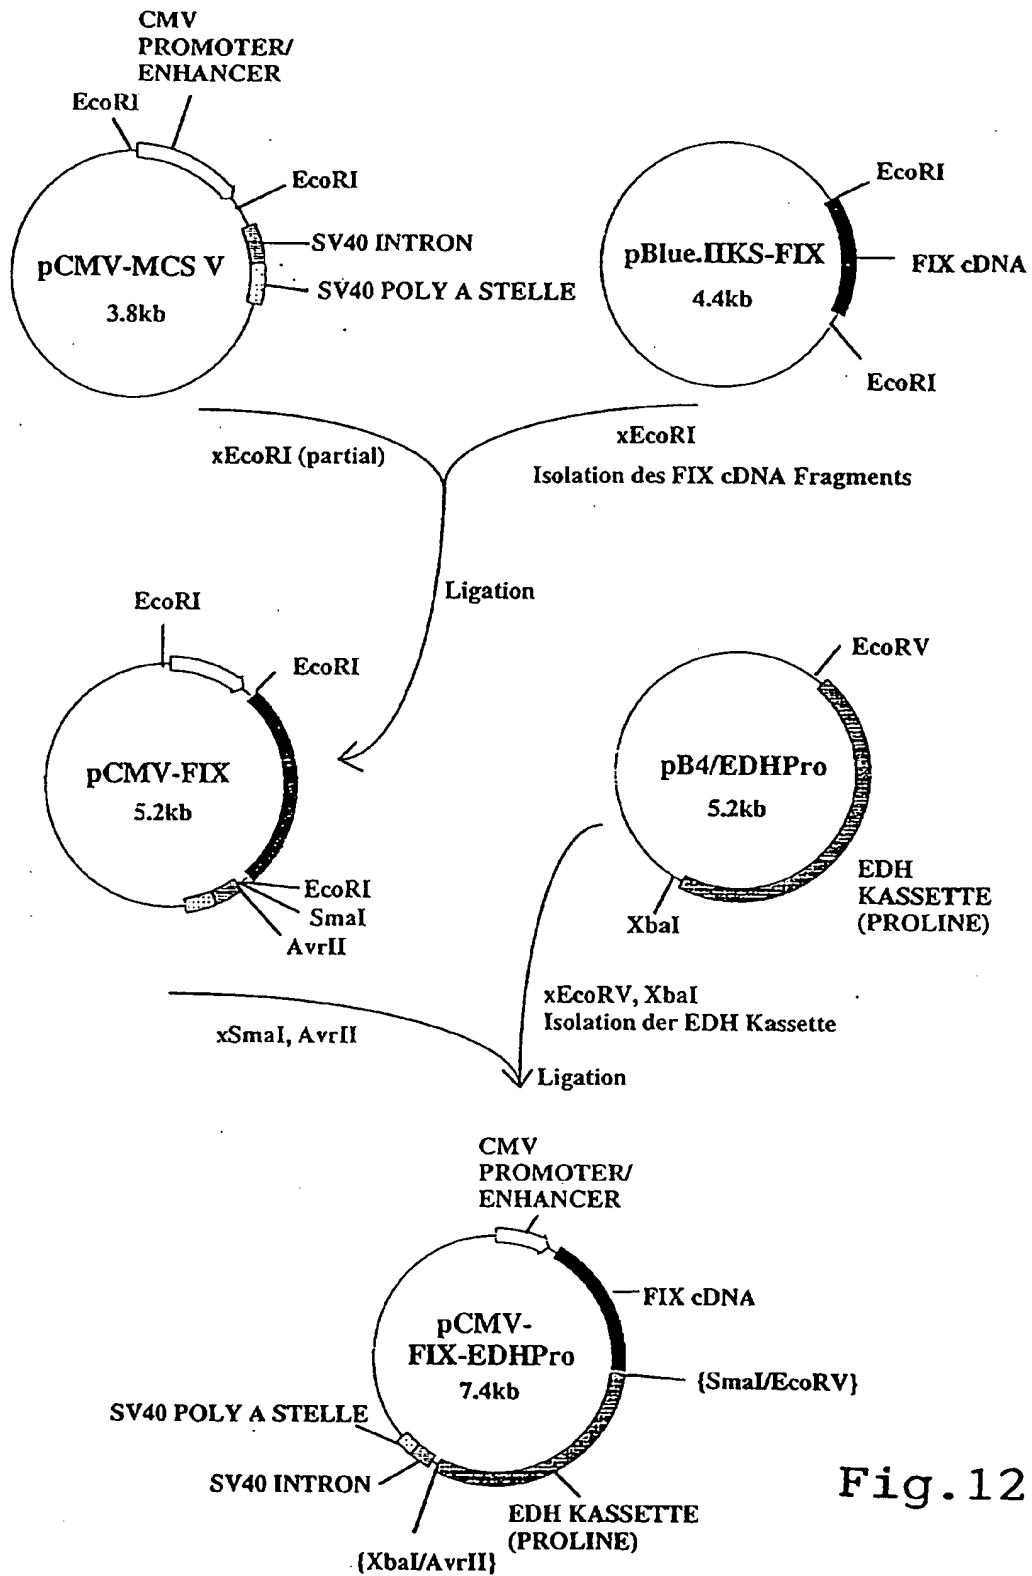 CMV
PROMOTER/
ENHANCER
EcoRI
EcoRI
SV40 INTRON
SV40 POLY A STELLE
pCMV-MCS V
3.8kb
EcoRI
pBlue.IIKS-FIX
4.4kb
FIX cDNA
EcoRI
xEcoRI (partial)
xEcoRI
Isolation des FIX cDNA Fragments
Ligation
EcoRI
EcoRI
pCMV-FIX
5.2kb
EcoRI
SmaI
AvrII
EcoRV
pB4/EDHPro
5.2kb
EDH
KASSETTE
(PROLINE)
XbaI
xSmaI, AvrII
xEcoRV, XbaI
Isolation der EDH Kassette
Ligation
CMV
PROMOTER/
ENHANCER
FIX cDNA
pCMV-
FIX-EDHPro
7.4kb
{SmaI/EcoRV}
SV40 POLY A STELLE
SV40 INTRON
EDH KASSETTE
(PROLINE)
{XbaI/AvrII}
Fig.12